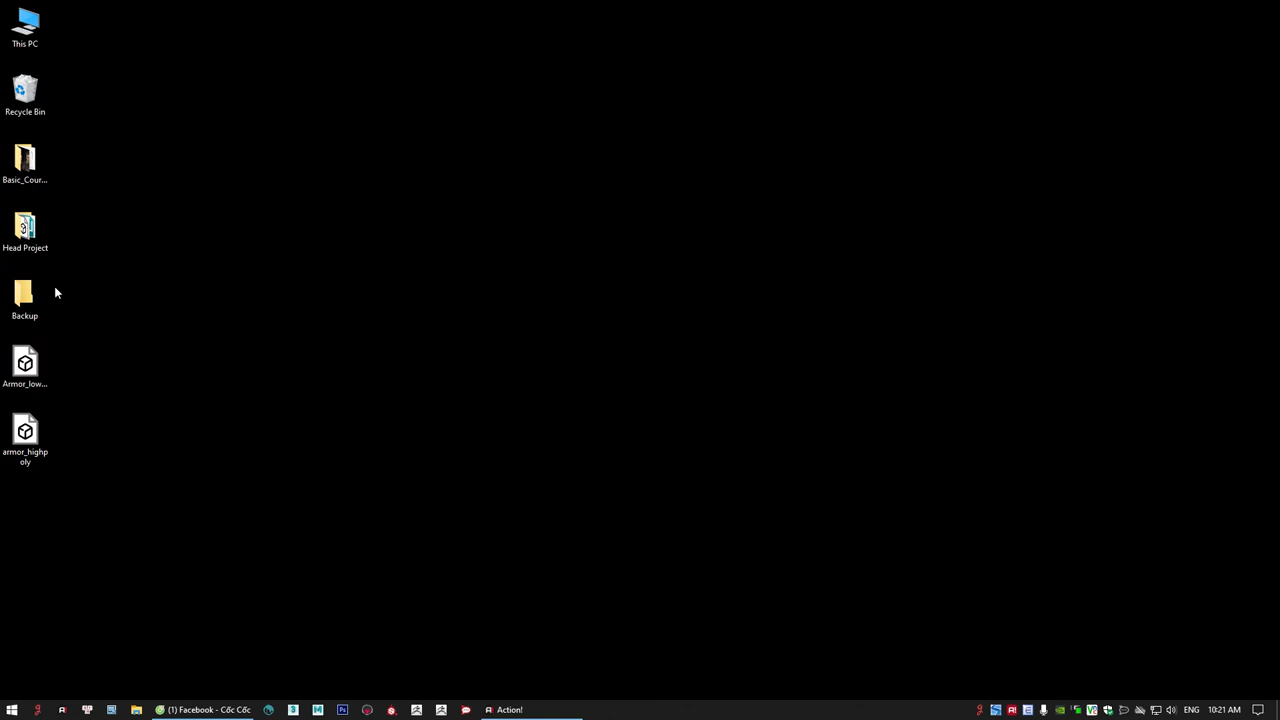 This PC
Recycle Bin
Basic_Cour...
Head Project
Backup
Armor_low...
armor_highp
oly
(1) Facebook - Cốc Cốc
Action!
ENG
10:21 AM